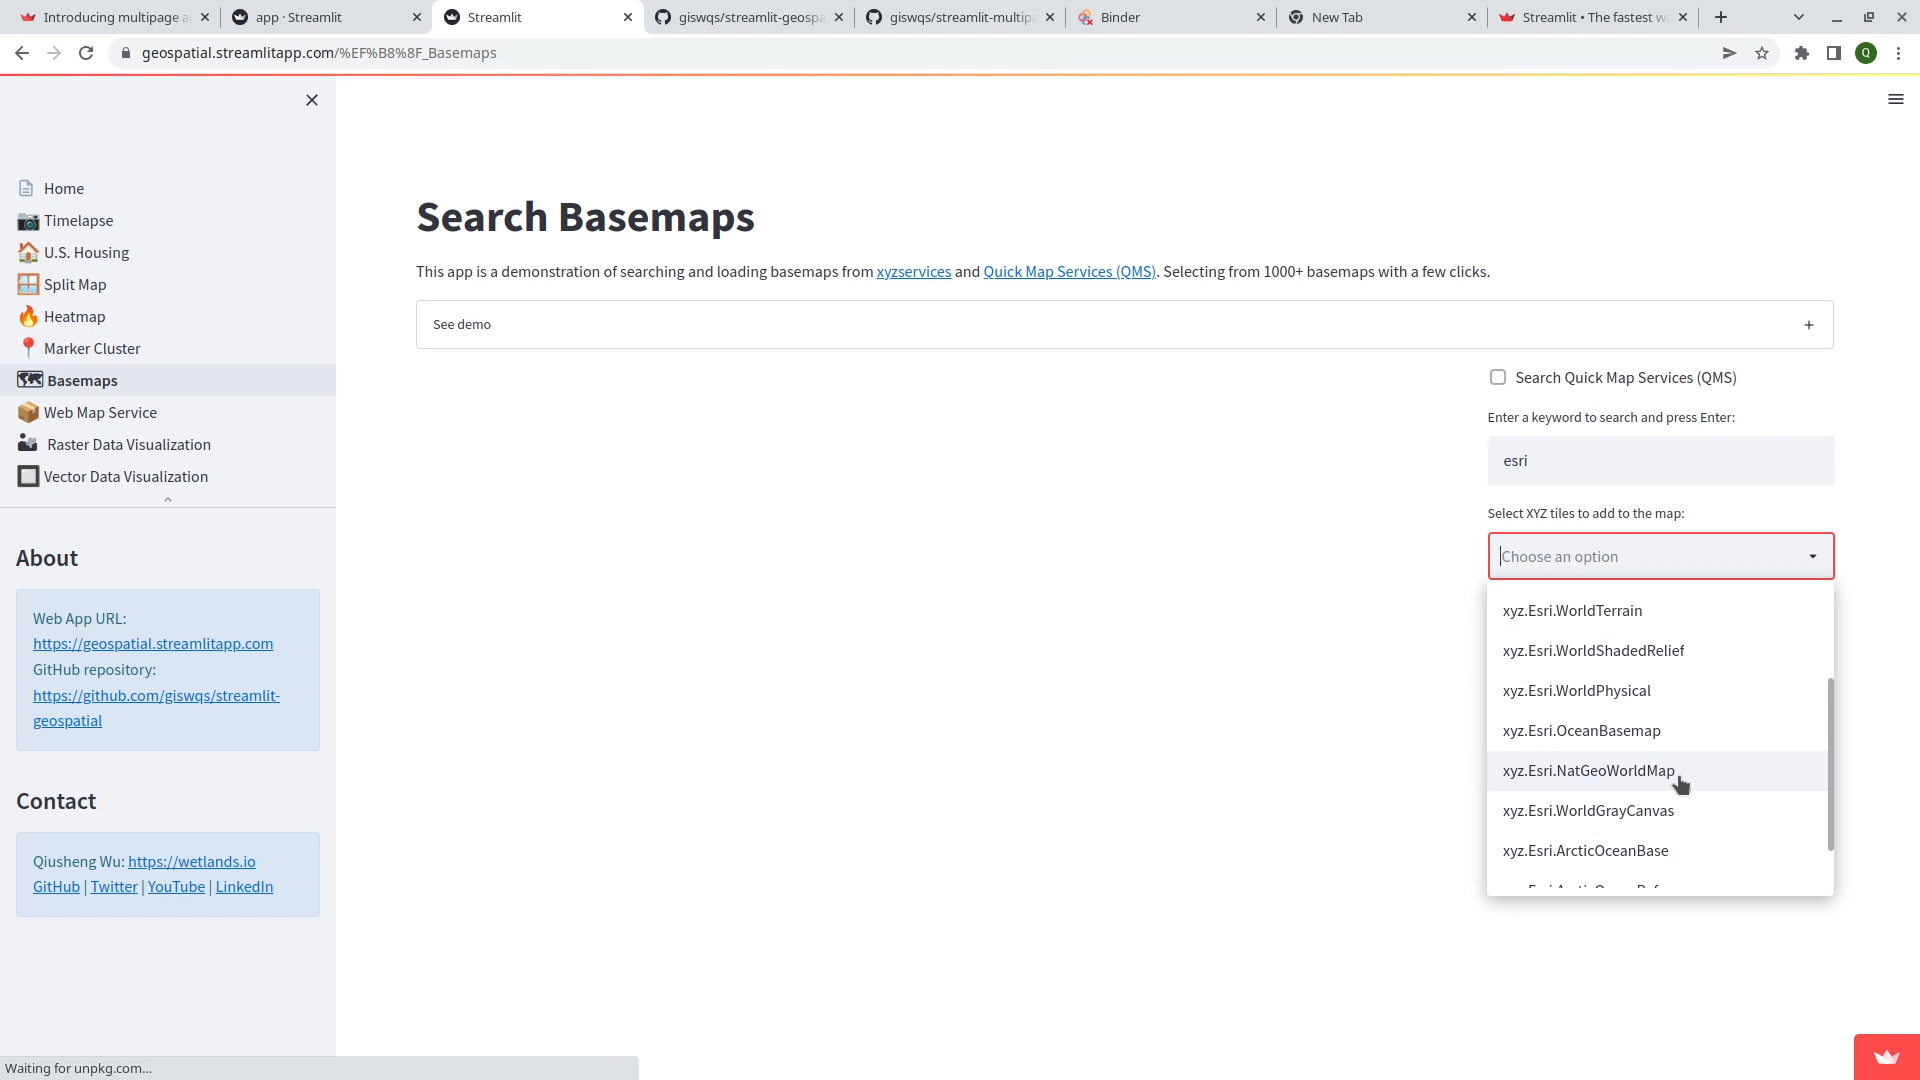 Introducing multipage a
app · Streamlit
Streamlit
giswqs/streamlit-geospa
giswqs/streamlit-multipa
Binder
New Tab
Streamlit • The fastest w
geospatial.streamlitapp.com/%EF%B8%8F_Basemaps
Q
Home
Timelapse
U.S. Housing
Split Map
Heatmap
Marker Cluster
Basemaps
Web Map Service
Raster Data Visualization
Vector Data Visualization
About
Web App URL:
https://geospatial.streamlitapp.com
GitHub repository:
https://github.com/giswqs/streamlit-
geospatial
Contact
Qiusheng Wu: https://wetlands.io
GitHub | Twitter | YouTube | LinkedIn
Search Basemaps
This app is a demonstration of searching and loading basemaps from xyzservices and Quick Map Services (QMS). Selecting from 1000+ basemaps with a few clicks.
See demo
Search Quick Map Services (QMS)
Enter a keyword to search and press Enter:
esri
Select XYZ tiles to add to the map:
Choose an option
xyz.Esri.WorldTerrain
xyz.Esri.WorldShadedRelief
xyz.Esri.WorldPhysical
xyz.Esri.OceanBasemap
xyz.Esri.NatGeoWorldMap
xyz.Esri.WorldGrayCanvas
xyz.Esri.ArcticOceanBase
Waiting for unpkg.com...